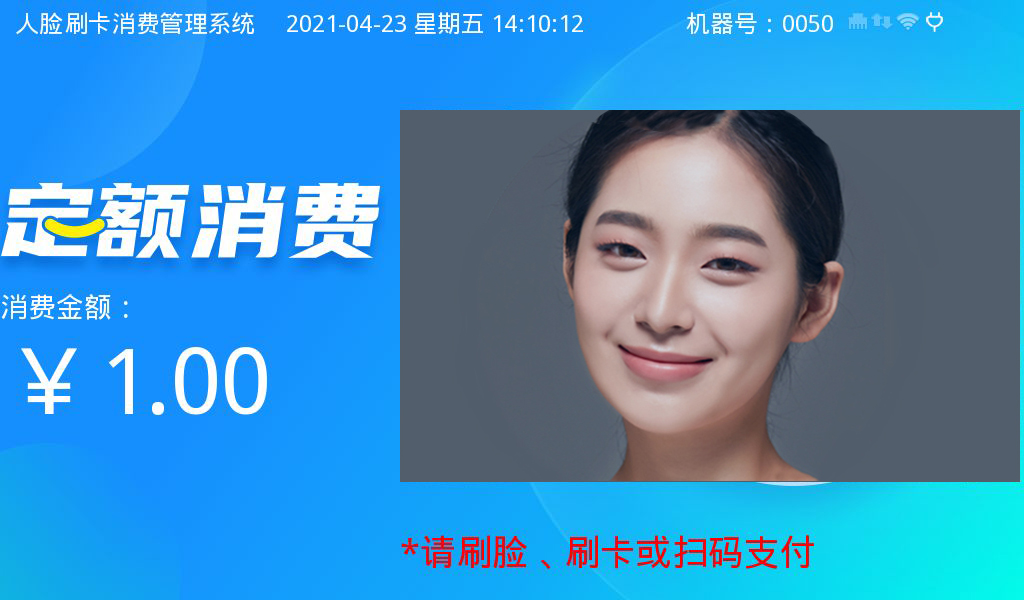 人脸刷卡消费管理系统 2021-04-23 星期五 14:10:12 机器号：0050
定额消费
消费金额：
￥1.00
*请刷脸、刷卡或扫码支付